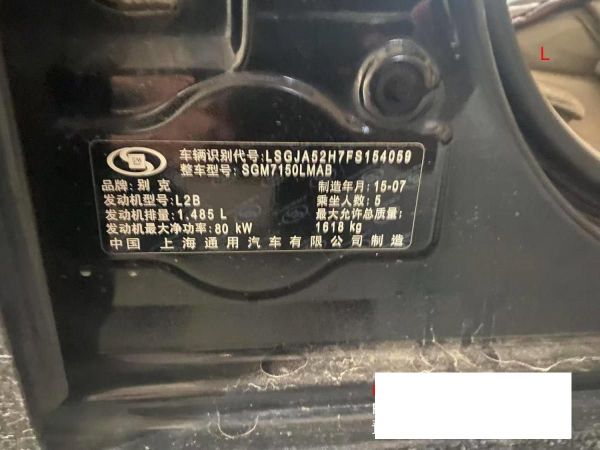 L
GM
车辆识别代号:LSGJA52H7FS154059
整车型号:SGM7150LMAB
品牌:别克 制造年月:15-07
发动机型号:L2B 乘坐人数:5
发动机排量:1.485 L 最大允许总质量:
发动机最大净功率:80 kW 1618 kg
中国 上海通用汽车有限公司制造